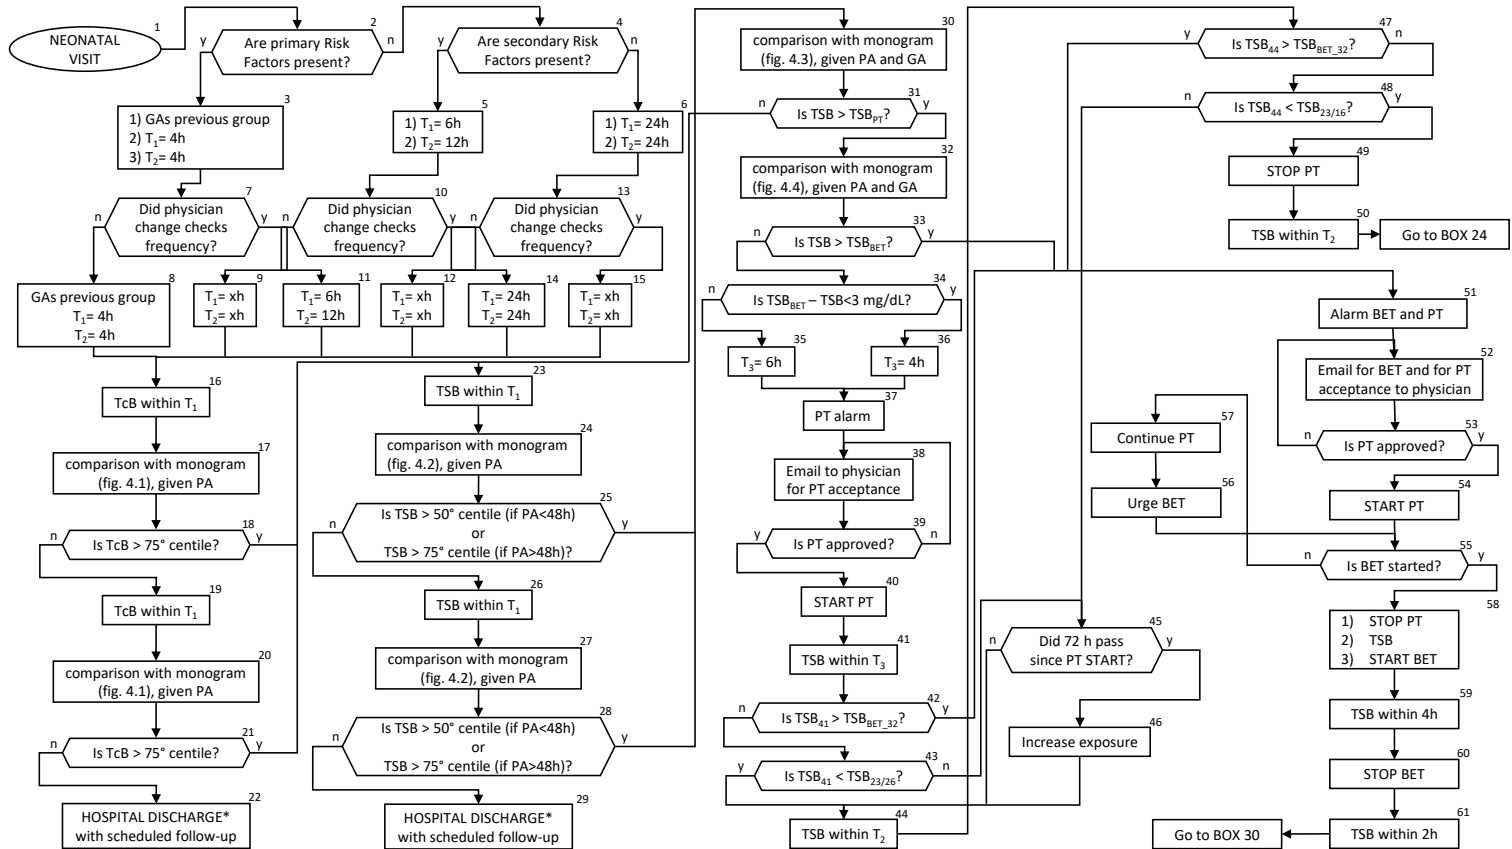 1
NEONATAL
VISIT
2
y
Are primary Risk
Factors present?
n
4
y
Are secondary Risk
Factors present?
n
3
1) GAs previous group
2) T1= 4h
3) T2= 4h
5
1) T1= 6h
2) T2= 12h
6
1) T1= 24h
2) T2= 24h
7
n
Did physician
change checks
frequency?
y
10
n
Did physician
change checks
frequency?
y
13
n
Did physician
change checks
frequency?
y
8
GAs previous group
T1= 4h
T2= 4h
9
T1= xh
T2= xh
11
T1= 6h
T2= 12h
12
T1= xh
T2= xh
14
T1= 24h
T2= 24h
15
T1= xh
T2= xh
16
TcB within T1
17
comparison with monogram
(fig. 4.1), given PA
18
n
Is TcB > 75° centile?
y
19
TcB within T1
20
comparison with monogram
(fig. 4.1), given PA
21
n
Is TcB > 75° centile?
y
22
HOSPITAL DISCHARGE*
with scheduled follow-up
23
TSB within T1
24
comparison with monogram
(fig. 4.2), given PA
25
n
Is TSB > 50° centile (if PA<48h)
or
TSB > 75° centile (if PA>48h)?
y
26
TSB within T1
27
comparison with monogram
(fig. 4.2), given PA
28
n
Is TSB > 50° centile (if PA<48h)
or
TSB > 75° centile (if PA>48h)?
y
29
HOSPITAL DISCHARGE*
with scheduled follow-up
30
comparison with monogram
(fig. 4.3), given PA and GA
31
n
Is TSB > TSBPT?
y
32
comparison with monogram
(fig. 4.4), given PA and GA
33
n
Is TSB > TSBBET?
y
34
n
Is TSBBET – TSB<3 mg/dL?
y
35
T3= 6h
36
T3= 4h
37
PT alarm
38
Email to physician
for PT acceptance
39
y
Is PT approved?
n
40
START PT
41
TSB within T3
42
n
Is TSB41 > TSBBET_32?
y
43
y
Is TSB41 < TSB23/26?
n
44
TSB within T2
45
n
Did 72 h pass
since PT START?
y
46
Increase exposure
47
y
Is TSB44 > TSBBET_32?
n
48
n
Is TSB44 < TSB23/16?
y
49
STOP PT
50
TSB within T2
Go to BOX 24
51
Alarm BET and PT
52
Email for BET and for PT
acceptance to physician
53
n
Is PT approved?
y
54
START PT
57
Continue PT
56
Urge BET
55
n
Is BET started?
y
58
1) STOP PT
2) TSB
3) START BET
59
TSB within 4h
60
STOP BET
61
TSB within 2h
Go to BOX 30